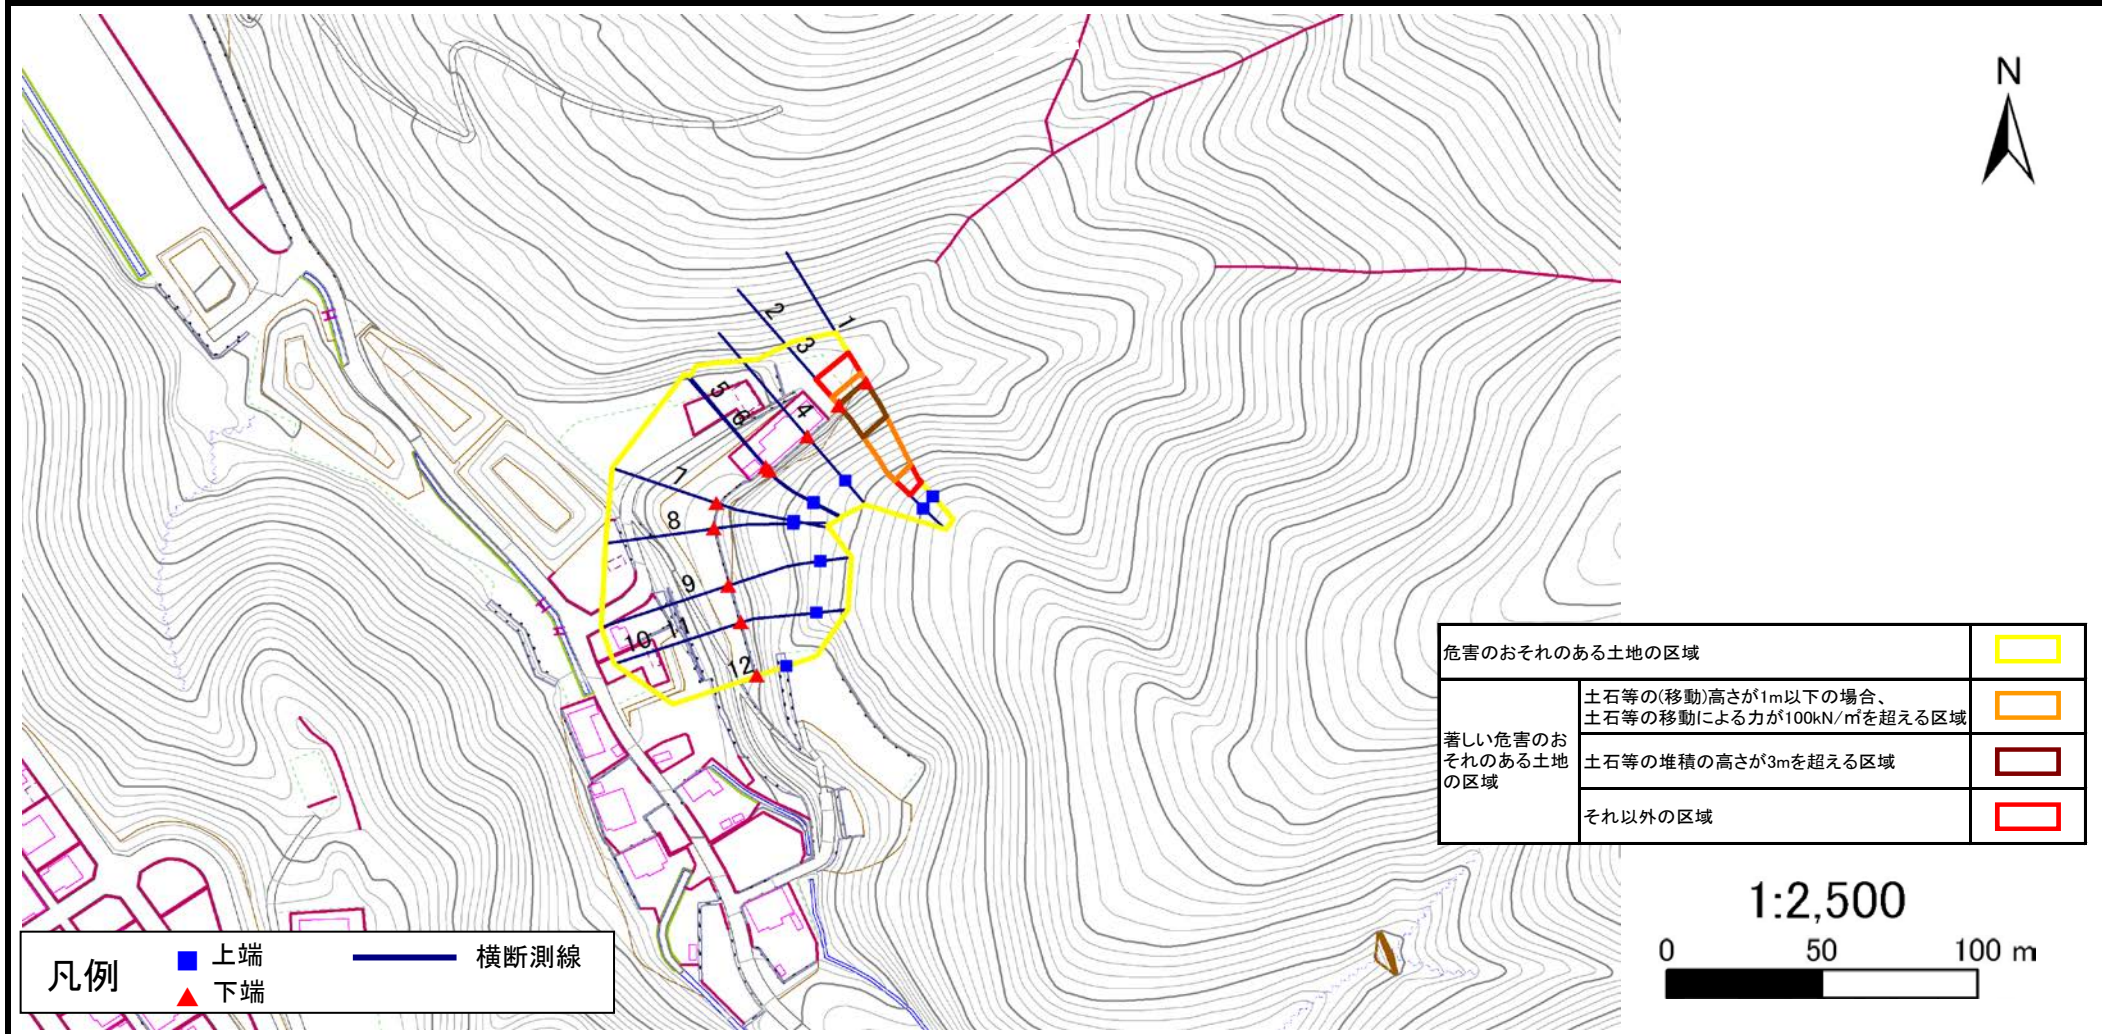 N
1
2
3
4
5
6
7
8
9
10
11
12
危害のおそれのある土地の区域
著しい危害のお
それのある土地
の区域
土石等の(移動)高さが1m以下の場合、
土石等の移動による力が100kN/㎡を超える区域
土石等の堆積の高さが3mを超える区域
それ以外の区域
1:2,500
0 50 100 m
凡例
上端
下端
横断測線